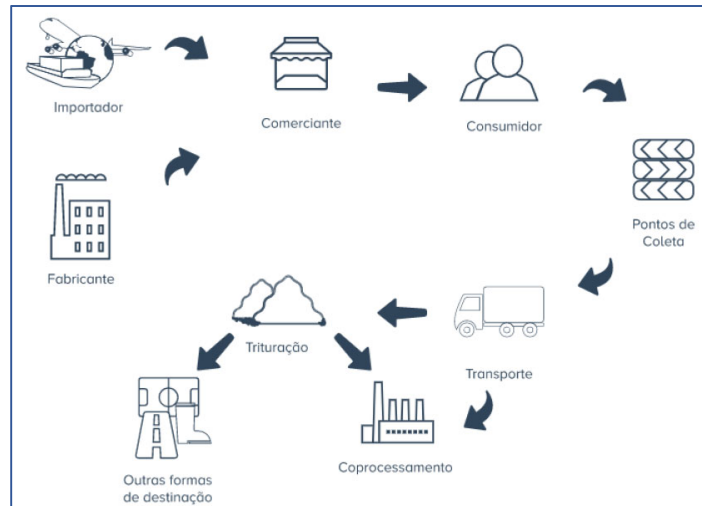 Importador
Comerciante
Consumidor
Fabricante
Pontos de
Coleta
Trituração
Transporte
Coprocessamento
Outras formas
de destinação